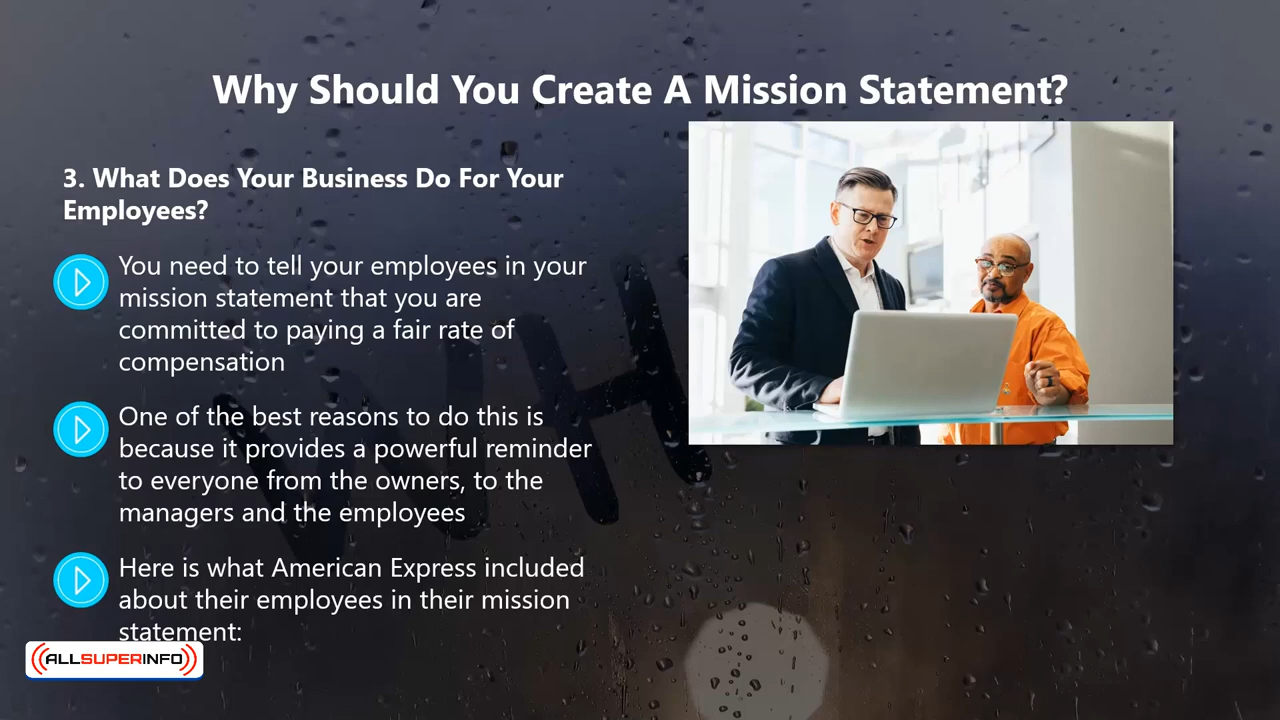 Why Should You Create A Mission Statement?
3. What Does Your Business Do For Your
Employees?
You need to tell your employees in your
mission statement that you are
committed to paying a fair rate of
compensation
One of the best reasons to do this is
because it provides a powerful reminder
to everyone from the owners, to the
managers and the employees
Here is what American Express included
about their employees in their mission
statement:
ALLSUPERINFO
WH